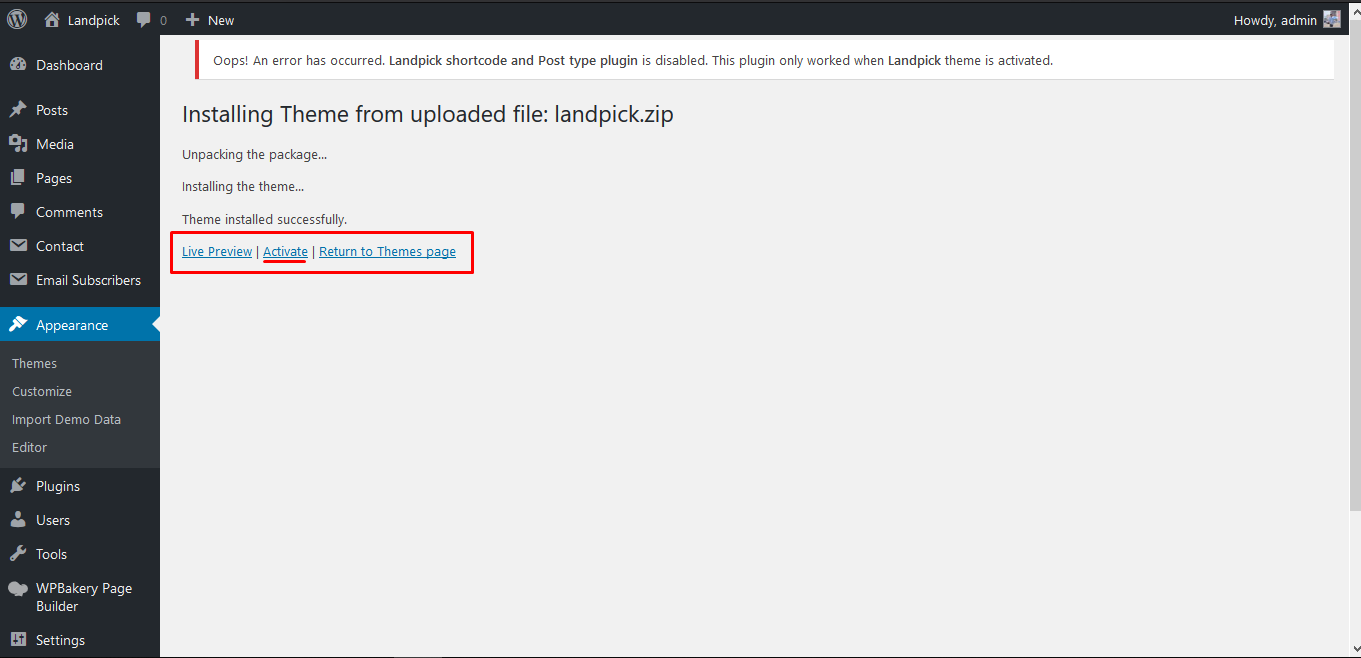 Landpick 0 New Howdy, admin
Dashboard
Posts
Media
Pages
Comments
Contact
Email Subscribers
Appearance
Themes
Customize
Import Demo Data
Editor
Plugins
Users
Tools
WPBakery Page
Builder
Settings
Oops! An error has occurred. Landpick shortcode and Post type plugin is disabled. This plugin only worked when Landpick theme is activated.
Installing Theme from uploaded file: landpick.zip
Unpacking the package...
Installing the theme...
Theme installed successfully.
Live Preview | Activate | Return to Themes page